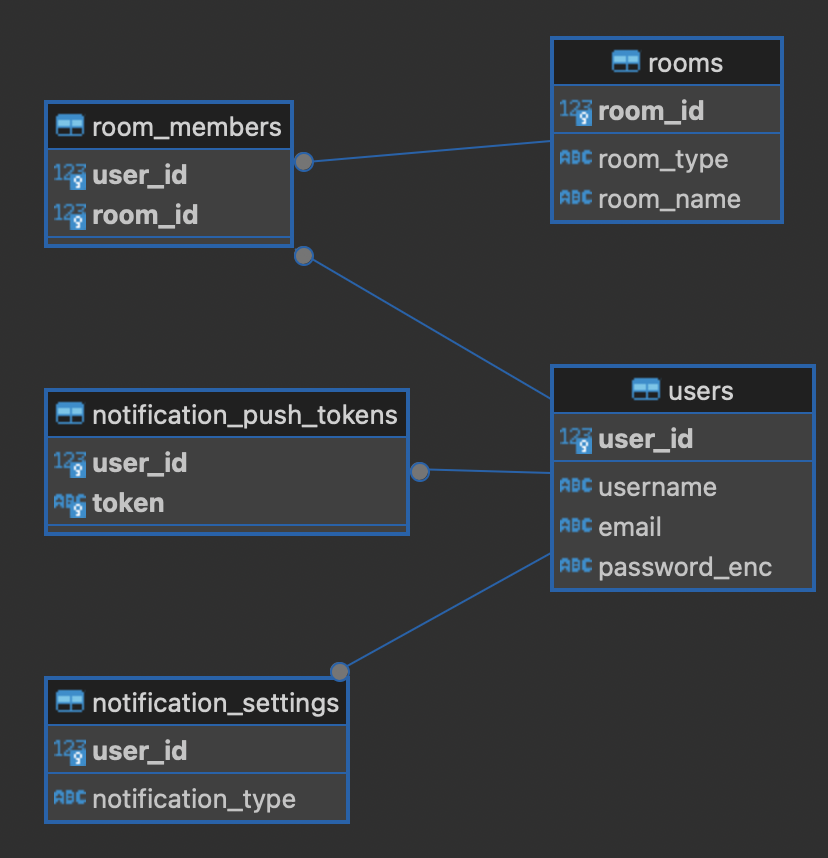 rooms
123 room_id
ABC room_type
ABC room_name
room_members
123 user_id
123 room_id
notification_push_tokens
123 user_id
ABC token
users
123 user_id
ABC username
ABC email
ABC password_enc
notification_settings
123 user_id
ABC notification_type